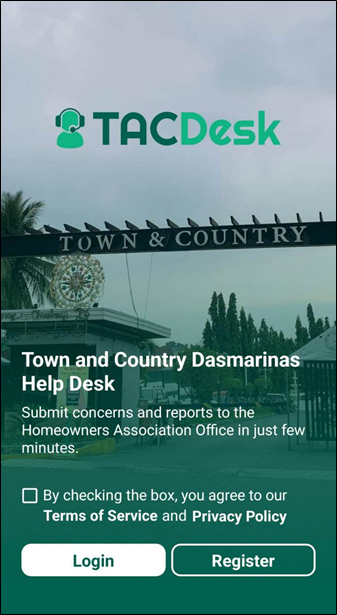 TACDesk
TOWN & COUNTRY
Town and Country Dasmarinas
Help Desk
Submit concerns and reports to the
Homeowners Association Office in just few
minutes.
By checking the box, you agree to our
Terms of Service and Privacy Policy
Login
Register